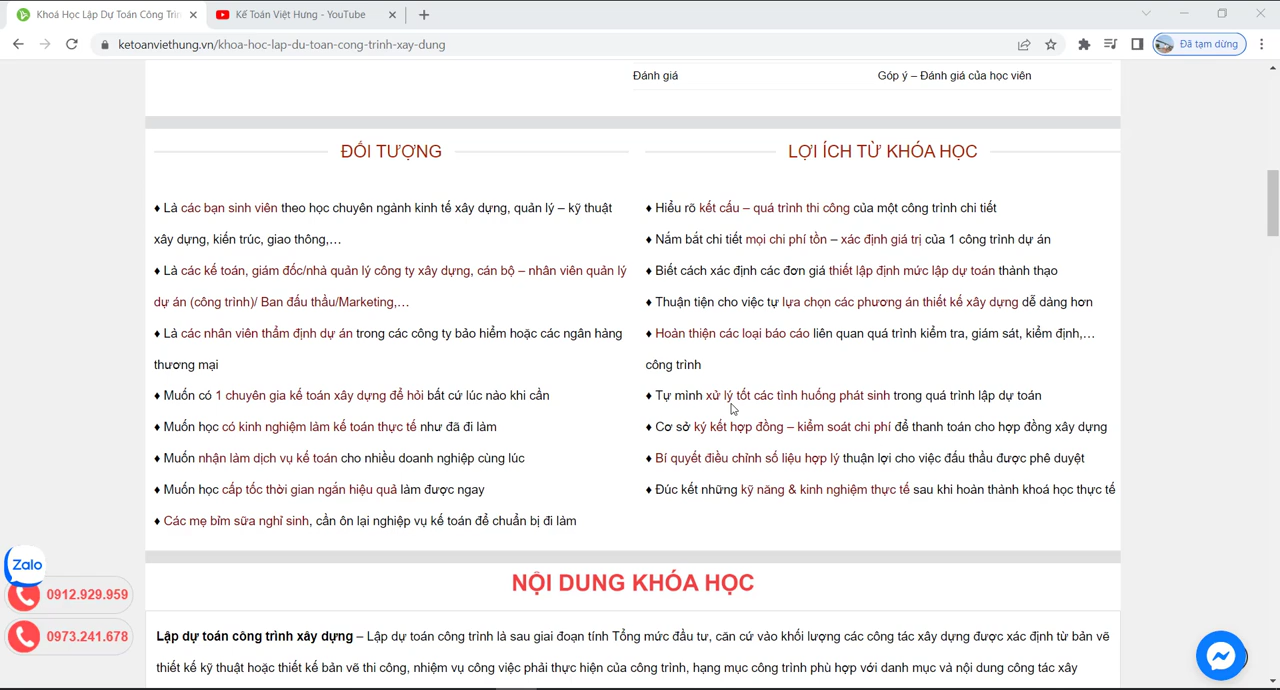 Khoá Học Lập Dự Toán Công Trìn
Kế Toán Việt Hưng - YouTube
ketoanviethung.vn/khoa-hoc-lap-du-toan-cong-trinh-xay-dung
Đã tạm dừng
Đánh giá
Góp ý – Đánh giá của học viên
ĐỐI TƯỢNG
♦ Là các bạn sinh viên theo học chuyên ngành kinh tế xây dựng, quản lý – kỹ thuật
xây dựng, kiến trúc, giao thông,…
♦ Là các kế toán, giám đốc/nhà quản lý công ty xây dựng, cán bộ – nhân viên quản lý
dự án (công trình)/ Ban đấu thầu/Marketing,…
♦ Là các nhân viên thẩm định dự án trong các công ty bảo hiểm hoặc các ngân hàng
thương mại
♦ Muốn có 1 chuyên gia kế toán xây dựng để hỏi bất cứ lúc nào khi cần
♦ Muốn học có kinh nghiệm làm kế toán thực tế như đã đi làm
♦ Muốn nhận làm dịch vụ kế toán cho nhiều doanh nghiệp cùng lúc
♦ Muốn học cấp tốc thời gian ngắn hiệu quả làm được ngay
♦ Các mẹ bỉm sữa nghỉ sinh, cần ôn lại nghiệp vụ kế toán để chuẩn bị đi làm
LỢI ÍCH TỪ KHÓA HỌC
♦ Hiểu rõ kết cấu – quá trình thi công của một công trình chi tiết
♦ Nắm bắt chi tiết mọi chi phí tồn – xác định giá trị của 1 công trình dự án
♦ Biết cách xác định các đơn giá thiết lập định mức lập dự toán thành thạo
♦ Thuận tiện cho việc tự lựa chọn các phương án thiết kế xây dựng dễ dàng hơn
♦ Hoàn thiện các loại báo cáo liên quan quá trình kiểm tra, giám sát, kiểm định,…
công trình
♦ Tự mình xử lý tốt các tình huống phát sinh trong quá trình lập dự toán
♦ Cơ sở ký kết hợp đồng – kiểm soát chi phí để thanh toán cho hợp đồng xây dựng
♦ Bí quyết điều chỉnh số liệu hợp lý thuận lợi cho việc đấu thầu được phê duyệt
♦ Đúc kết những kỹ năng & kinh nghiệm thực tế sau khi hoàn thành khoá học thực tế
Zalo
0912.929.959
0973.241.678
NỘI DUNG KHÓA HỌC
Lập dự toán công trình xây dựng – Lập dự toán công trình là sau giai đoạn tính Tổng mức đầu tư, căn cứ vào khối lượng các công tác xây dựng được xác định từ bản vẽ
thiết kế kỹ thuật hoặc thiết kế bản vẽ thi công, nhiệm vụ công việc phải thực hiện của công trình, hạng mục công trình phù hợp với danh mục và nội dung công tác xây